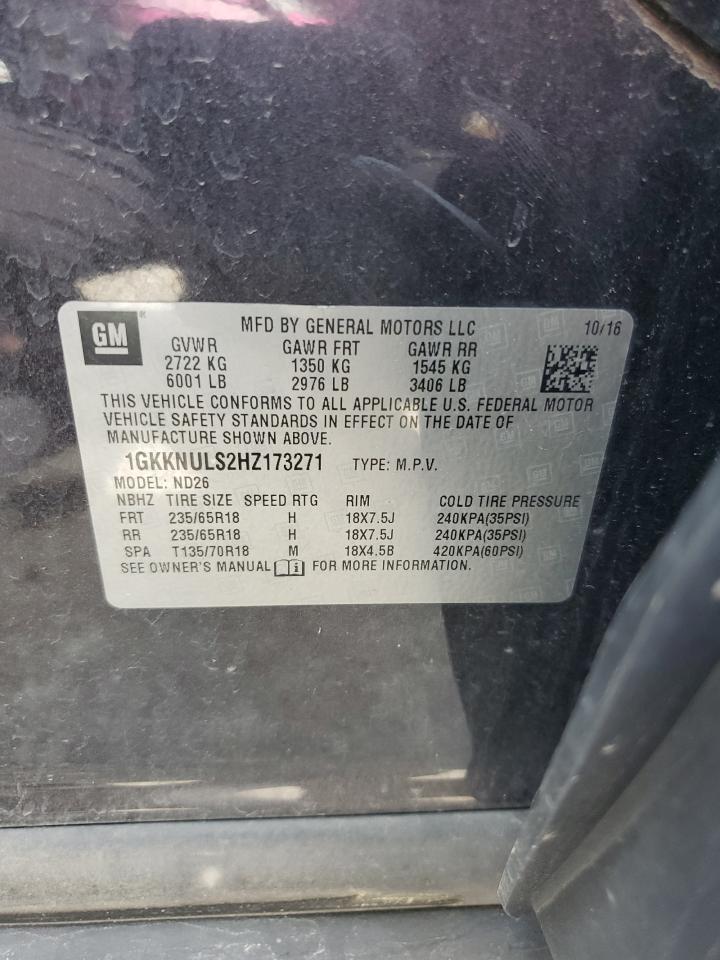 GM
MFD BY GENERAL MOTORS LLC 10/16
GVWR GAWR FRT GAWR RR
2722 KG 1350 KG 1545 KG
6001 LB 2976 LB 3406 LB
THIS VEHICLE CONFORMS TO ALL APPLICABLE U.S. FEDERAL MOTOR
VEHICLE SAFETY STANDARDS IN EFFECT ON THE DATE OF
MANUFACTURE SHOWN ABOVE.
1GKKNULS2HZ173271 TYPE: M.P.V.
MODEL: ND26
NBHZ TIRE SIZE SPEED RTG RIM COLD TIRE PRESSURE
FRT 235/65R18 H 18X7.5J 240KPA(35PSI)
RR 235/65R18 H 18X7.5J 240KPA(35PSI)
SPA T135/70R18 M 18X4.5B 420KPA(60PSI)
SEE OWNER'S MANUAL i FOR MORE INFORMATION.